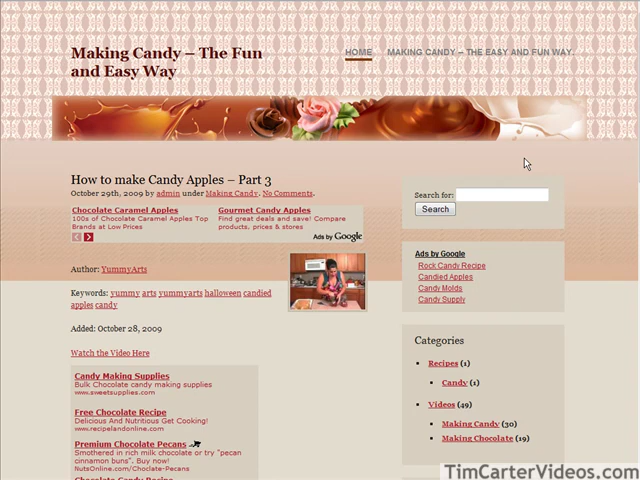 Making Candy – The Fun and Easy Way
HOME
MAKING CANDY – THE EASY AND FUN WAY
How to make Candy Apples – Part 3
October 29th, 2009 by admin under Making Candy. No Comments.
Chocolate Caramel Apples
100s of Chocolate Caramel Apples Top
Brands at Low Prices
Gourmet Candy Apples
Find great deals and save! Compare
products, prices & stores
Ads by Google
Author: YummyArts
Keywords: yummy arts yummyarts halloween candied
apples candy
Added: October 28, 2009
Watch the Video Here
Candy Making Supplies
Bulk Chocolate candy making supplies
www.sweetsupplies.com
Free Chocolate Recipe
Delicious And Nutritious Get Cooking!
www.recipelandonline.com
Premium Chocolate Pecans
Smothered in rich milk chocolate or try "pecan
cinnamon buns". Buy now!
NutsOnline.com/Choclate-Pecans
Chocolate Candy Recipe
Search for:
Search
Ads by Google
Rock Candy Recipe
Candied Apples
Candy Molds
Candy Supply
Categories
Recipes (1)
Candy (1)
Videos (49)
Making Candy (30)
Making Chocolate (19)
TimCarterVideos.com